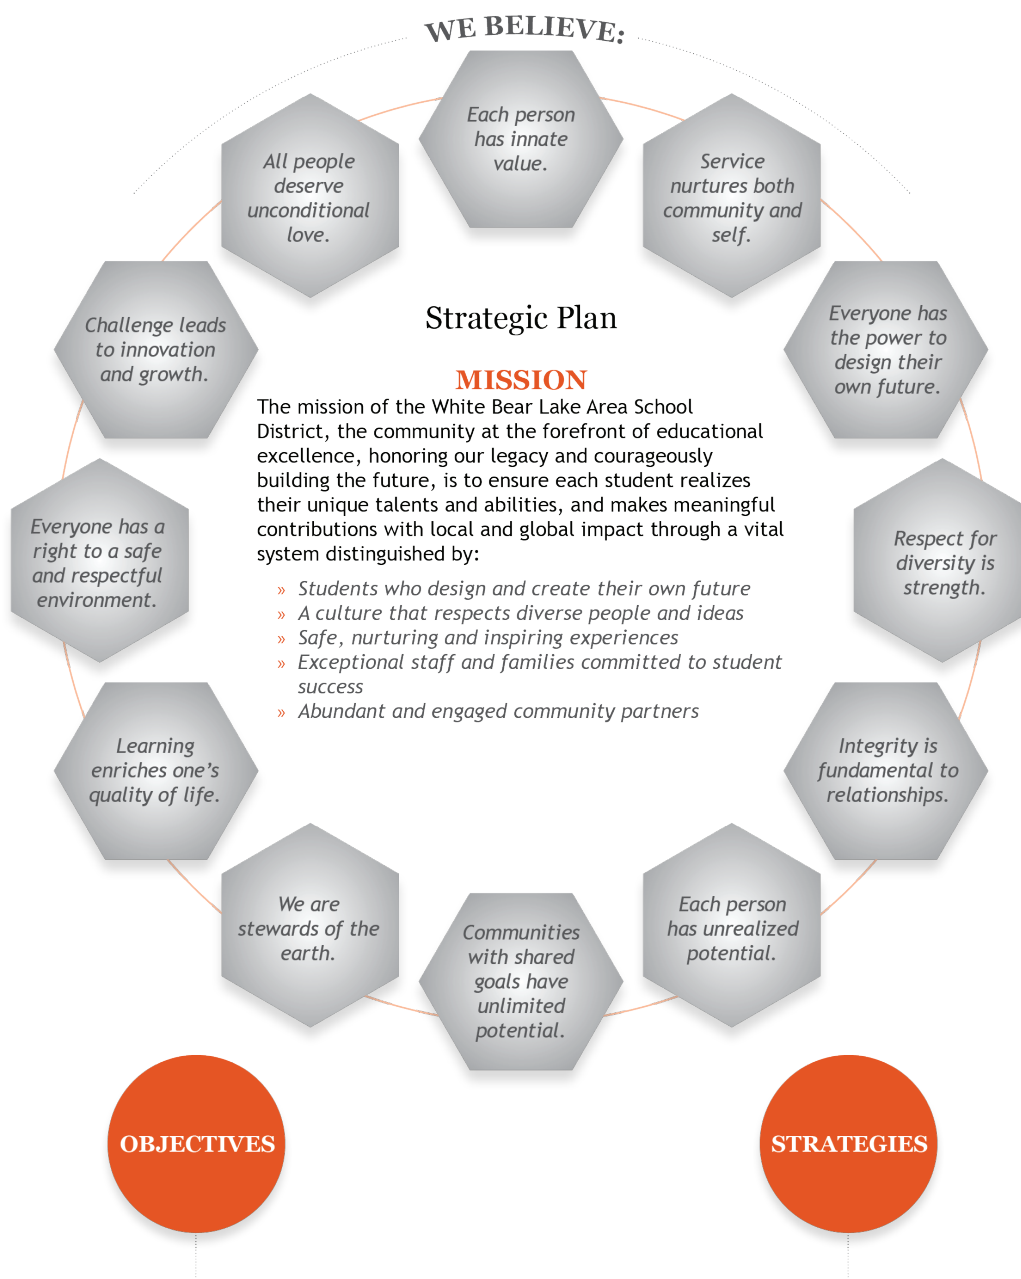 WE BELIEVE:
Each person
has innate
value.
All people
deserve
unconditional
love.
Service
nurtures both
community and
self.
Challenge leads
to innovation
and growth.
Everyone has
the power to
design their
own future.
Strategic Plan
MISSION
The mission of the White Bear Lake Area School
District, the community at the forefront of educational
excellence, honoring our legacy and courageously
building the future, is to ensure each student realizes
their unique talents and abilities, and makes meaningful
contributions with local and global impact through a vital
system distinguished by:
» Students who design and create their own future
» A culture that respects diverse people and ideas
» Safe, nurturing and inspiring experiences
» Exceptional staff and families committed to student
success
» Abundant and engaged community partners
Everyone has a
right to a safe
and respectful
environment.
Respect for
diversity is
strength.
Learning
enriches one’s
quality of life.
Integrity is
fundamental to
relationships.
We are
stewards of the
earth.
Communities
with shared
goals have
unlimited
potential.
Each person
has unrealized
potential.
OBJECTIVES
STRATEGIES